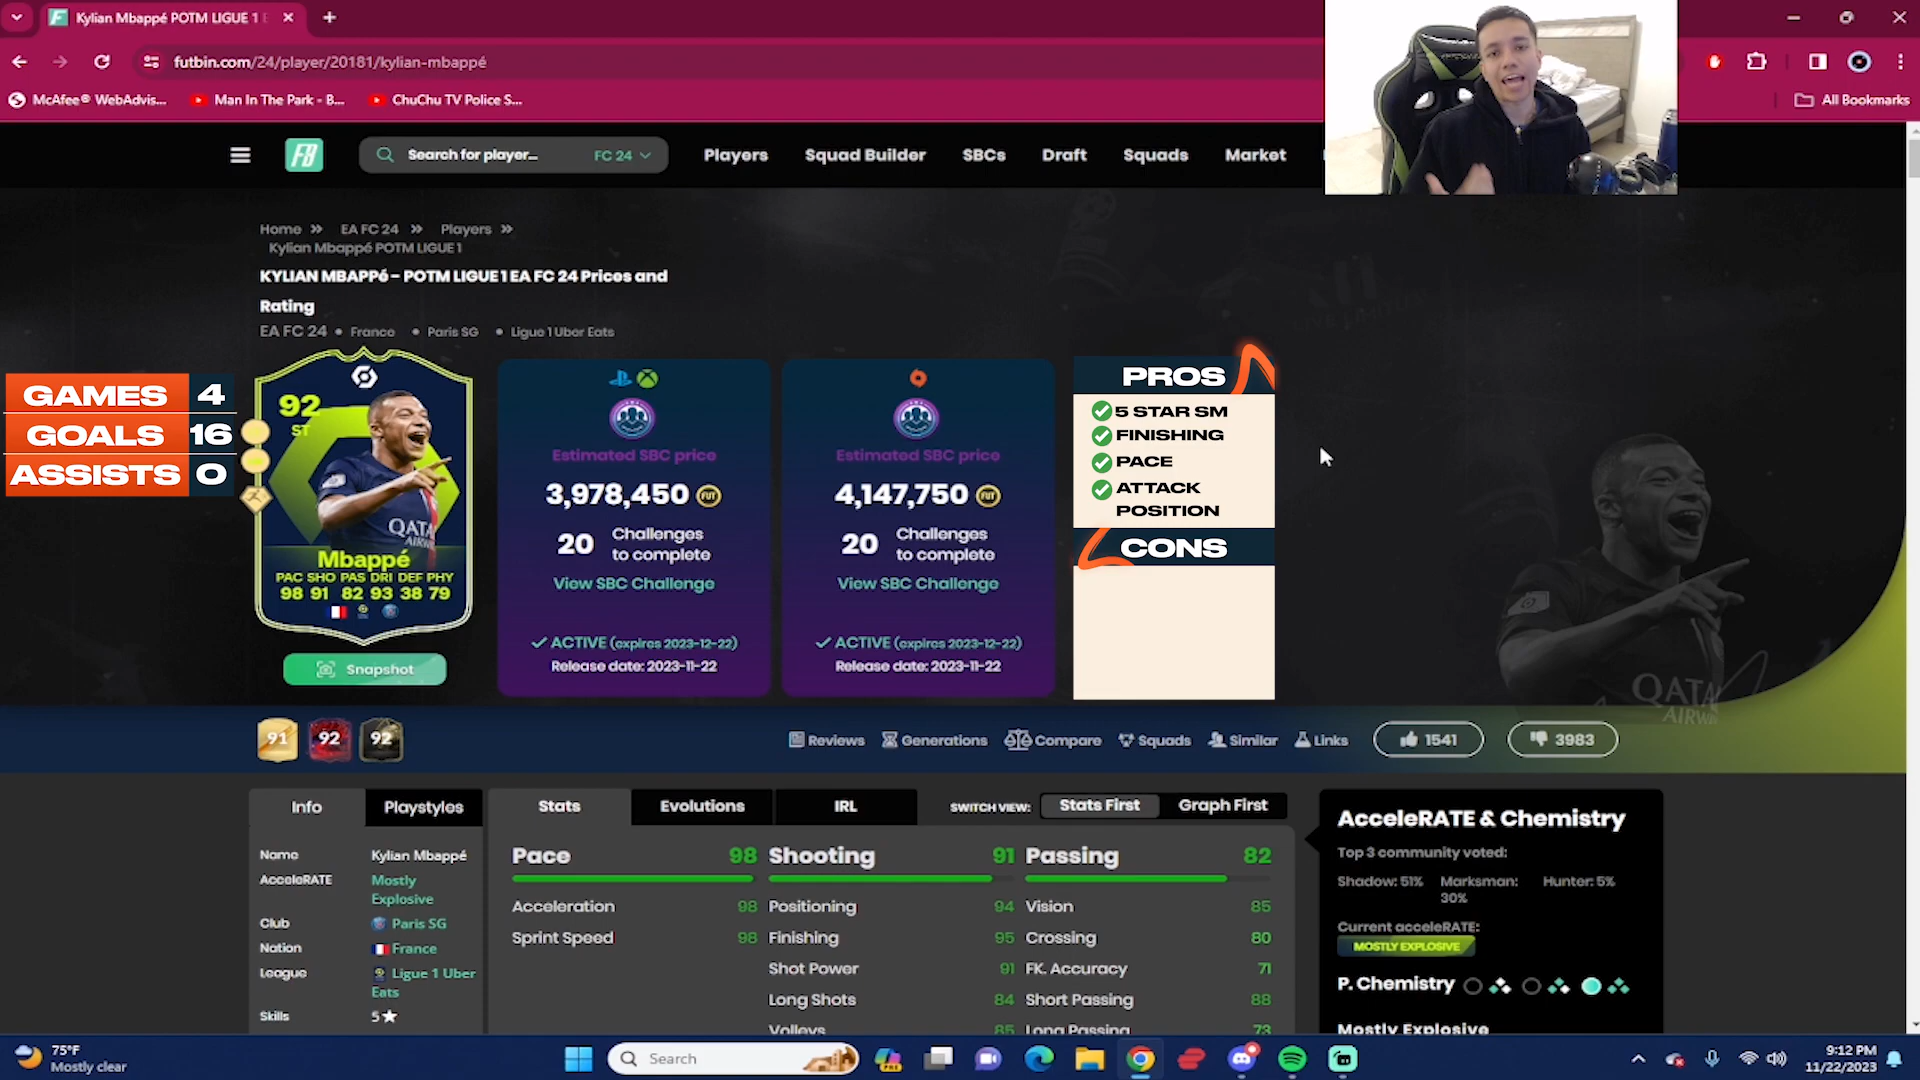 Kylian Mbappé POTM LIGUE 1 E
futbin.com/24/player/20181/kylian-mbappé
McAfee® WebAdvis...
Man In The Park - B...
ChuChu TV Police S...
All Bookmarks
F8
Search for player...
FC 24
Players
Squad Builder
SBCs
Draft
Squads
Market
Home » EA FC 24 » Players »
Kylian Mbappé POTM LIGUE 1
KYLIAN MBAPPé - POTM LIGUE 1 EA FC 24 Prices and
Rating
EA FC 24 • France • Paris SG • Ligue 1 Uber Eats
GAMES 4
GOALS 16
ASSISTS 0
92
ST
QATAR
AIRWAYS
Mbappé
PAC SHO PAS DRI DEF PHY
98 91 82 93 38 79
Snapshot
Estimated SBC price
3,978,450 FUT
20 Challenges
to complete
View SBC Challenge
ACTIVE (expires 2023-12-22)
Release date: 2023-11-22
Estimated SBC price
4,147,750 FUT
20 Challenges
to complete
View SBC Challenge
ACTIVE (expires 2023-12-22)
Release date: 2023-11-22
PROS
5 STAR SM
FINISHING
PACE
ATTACK
POSITION
CONS
QATAR
AIRWA
91
92
92
Reviews
Generations
Compare
Squads
Similar
Links
1541
3983
Info
Playstyles
Name Kylian Mbappé
AcceleRATE Mostly
Explosive
Club Paris SG
Nation France
League Ligue 1 Uber
Eats
Skills 5★
Stats
Evolutions
IRL
SWITCH VIEW:
Stats First
Graph First
Pace 98
Acceleration 98
Sprint Speed 98
Shooting 91
Positioning 94
Finishing 95
Shot Power 91
Long Shots 84
Volleys 85
Passing 82
Vision 85
Crossing 80
FK. Accuracy 71
Short Passing 88
Long Passing 73
AcceleRATE & Chemistry
Top 3 community voted:
Shadow: 51% Marksman: Hunter: 5%
30%
Current acceleRATE:
MOSTLY EXPLOSIVE
P. Chemistry
Mostly Explosive
75°F
Mostly clear
Search
9:12 PM
11/22/2023